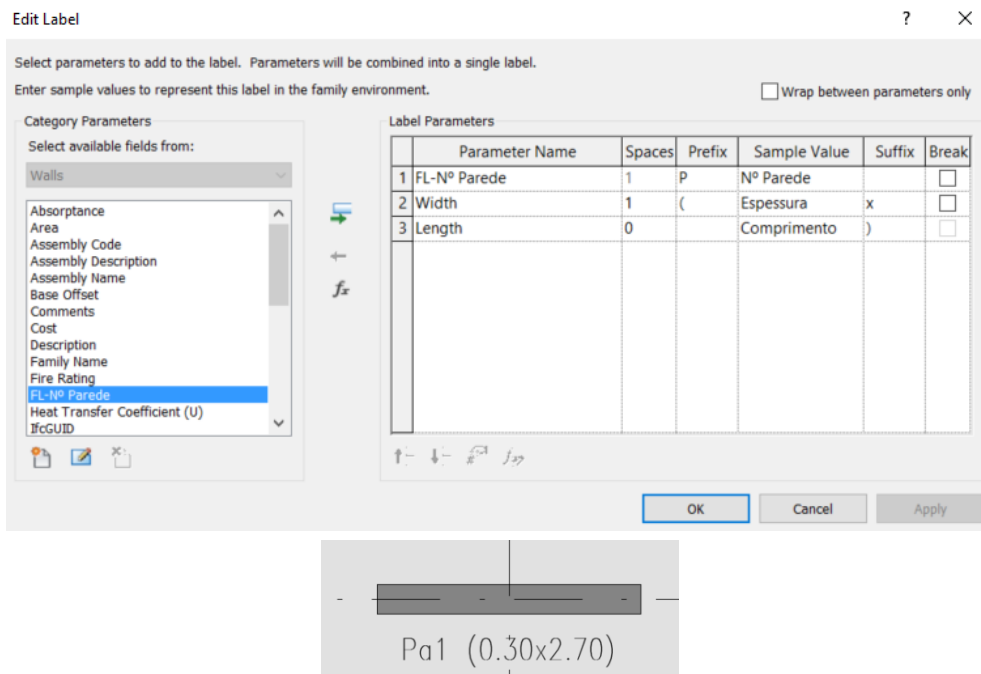 Edit Label
?
Select parameters to add to the label. Parameters will be combined into a single label.
Enter sample values to represent this label in the family environment.
Wrap between parameters only
Category Parameters
Select available fields from:
Walls
Absorptance
Area
Assembly Code
Assembly Description
Assembly Name
Base Offset
Comments
Cost
Description
Family Name
Fire Rating
FL-Nº Parede
Heat Transfer Coefficient (U)
IfcGUID
Label Parameters
Parameter Name Spaces Prefix Sample Value Suffix Break
1 FL-Nº Parede 1 P Nº Parede
2 Width 1 ( Espessura x
3 Length 0 Comprimento )
OK Cancel Apply
Pa1 (0.30x2.70)